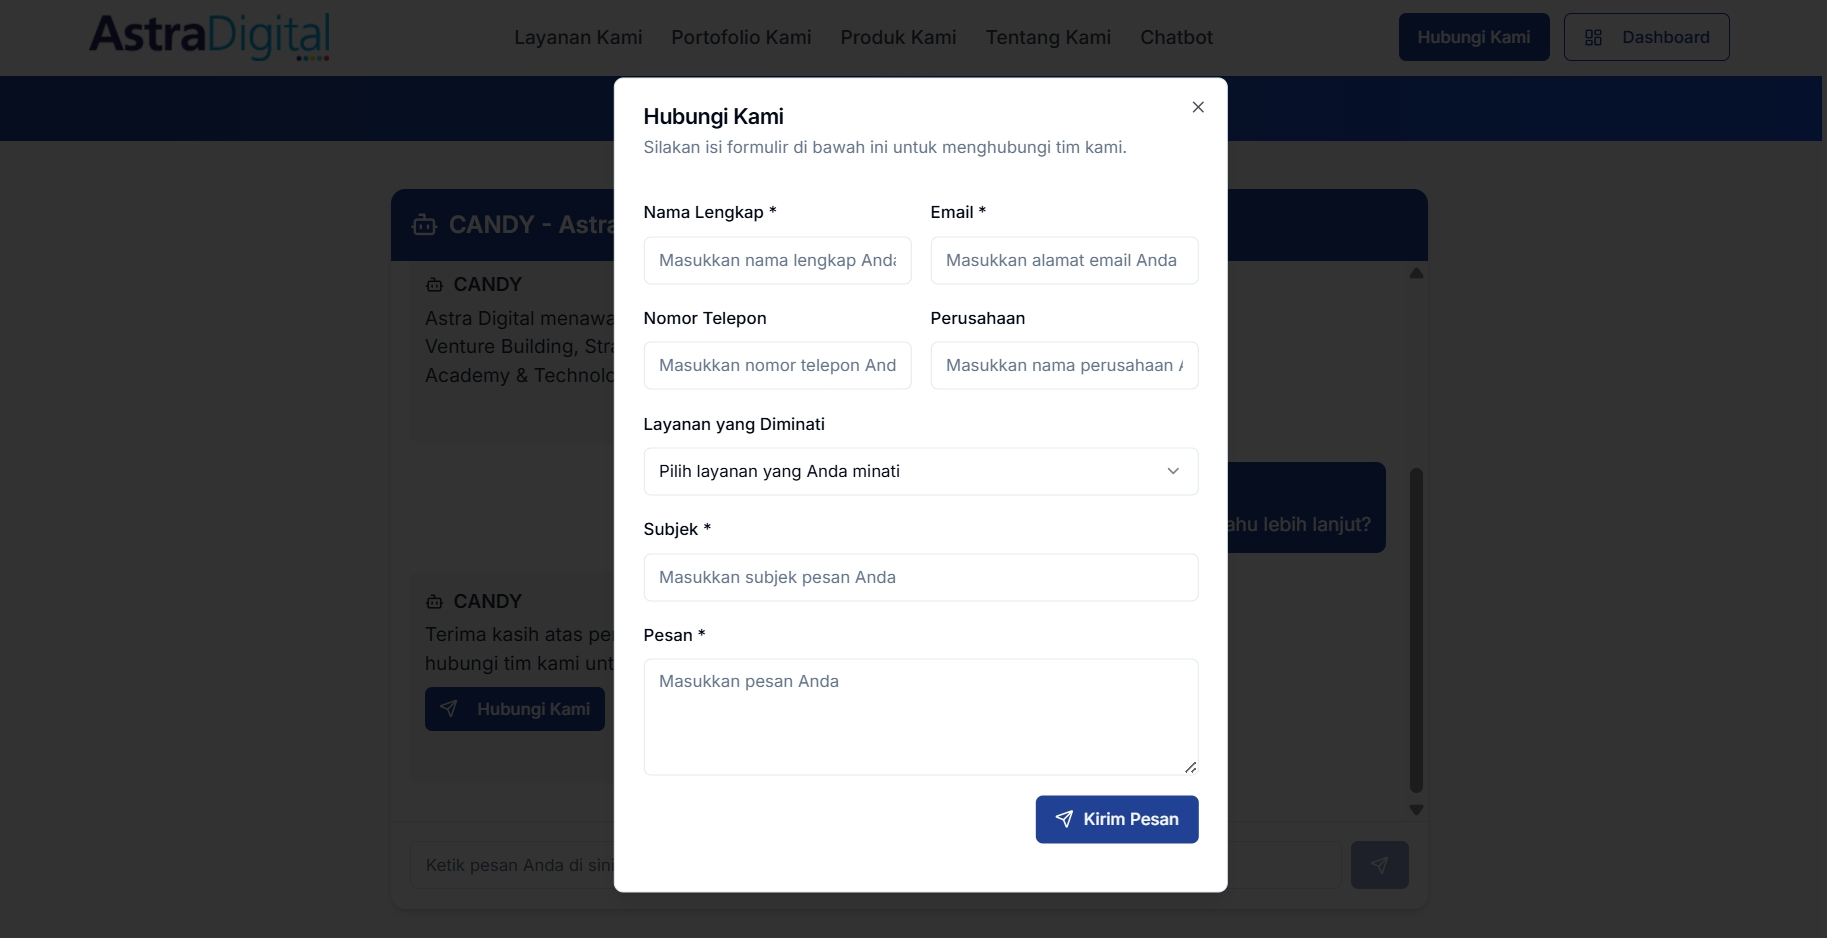 AstraDigital
Layanan Kami
Portofolio Kami
Produk Kami
Tentang Kami
Chatbot
Hubungi Kami
Dashboard
Hubungi Kami
Silakan isi formulir di bawah ini untuk menghubungi tim kami.
Nama Lengkap *
Email *
Masukkan nama lengkap Anda
Masukkan alamat email Anda
Nomor Telepon
Perusahaan
Masukkan nomor telepon And
Masukkan nama perusahaan
Layanan yang Diminati
Pilih layanan yang Anda minati
Subjek *
Masukkan subjek pesan Anda
Pesan *
Masukkan pesan Anda
Kirim Pesan
CANDY - Astra
CANDY
Astra Digital menawa
Venture Building, Stra
Academy & Technolo
ahu lebih lanjut?
CANDY
Terima kasih atas pe
hubungi tim kami unt
Hubungi Kami
Ketik pesan Anda di sini